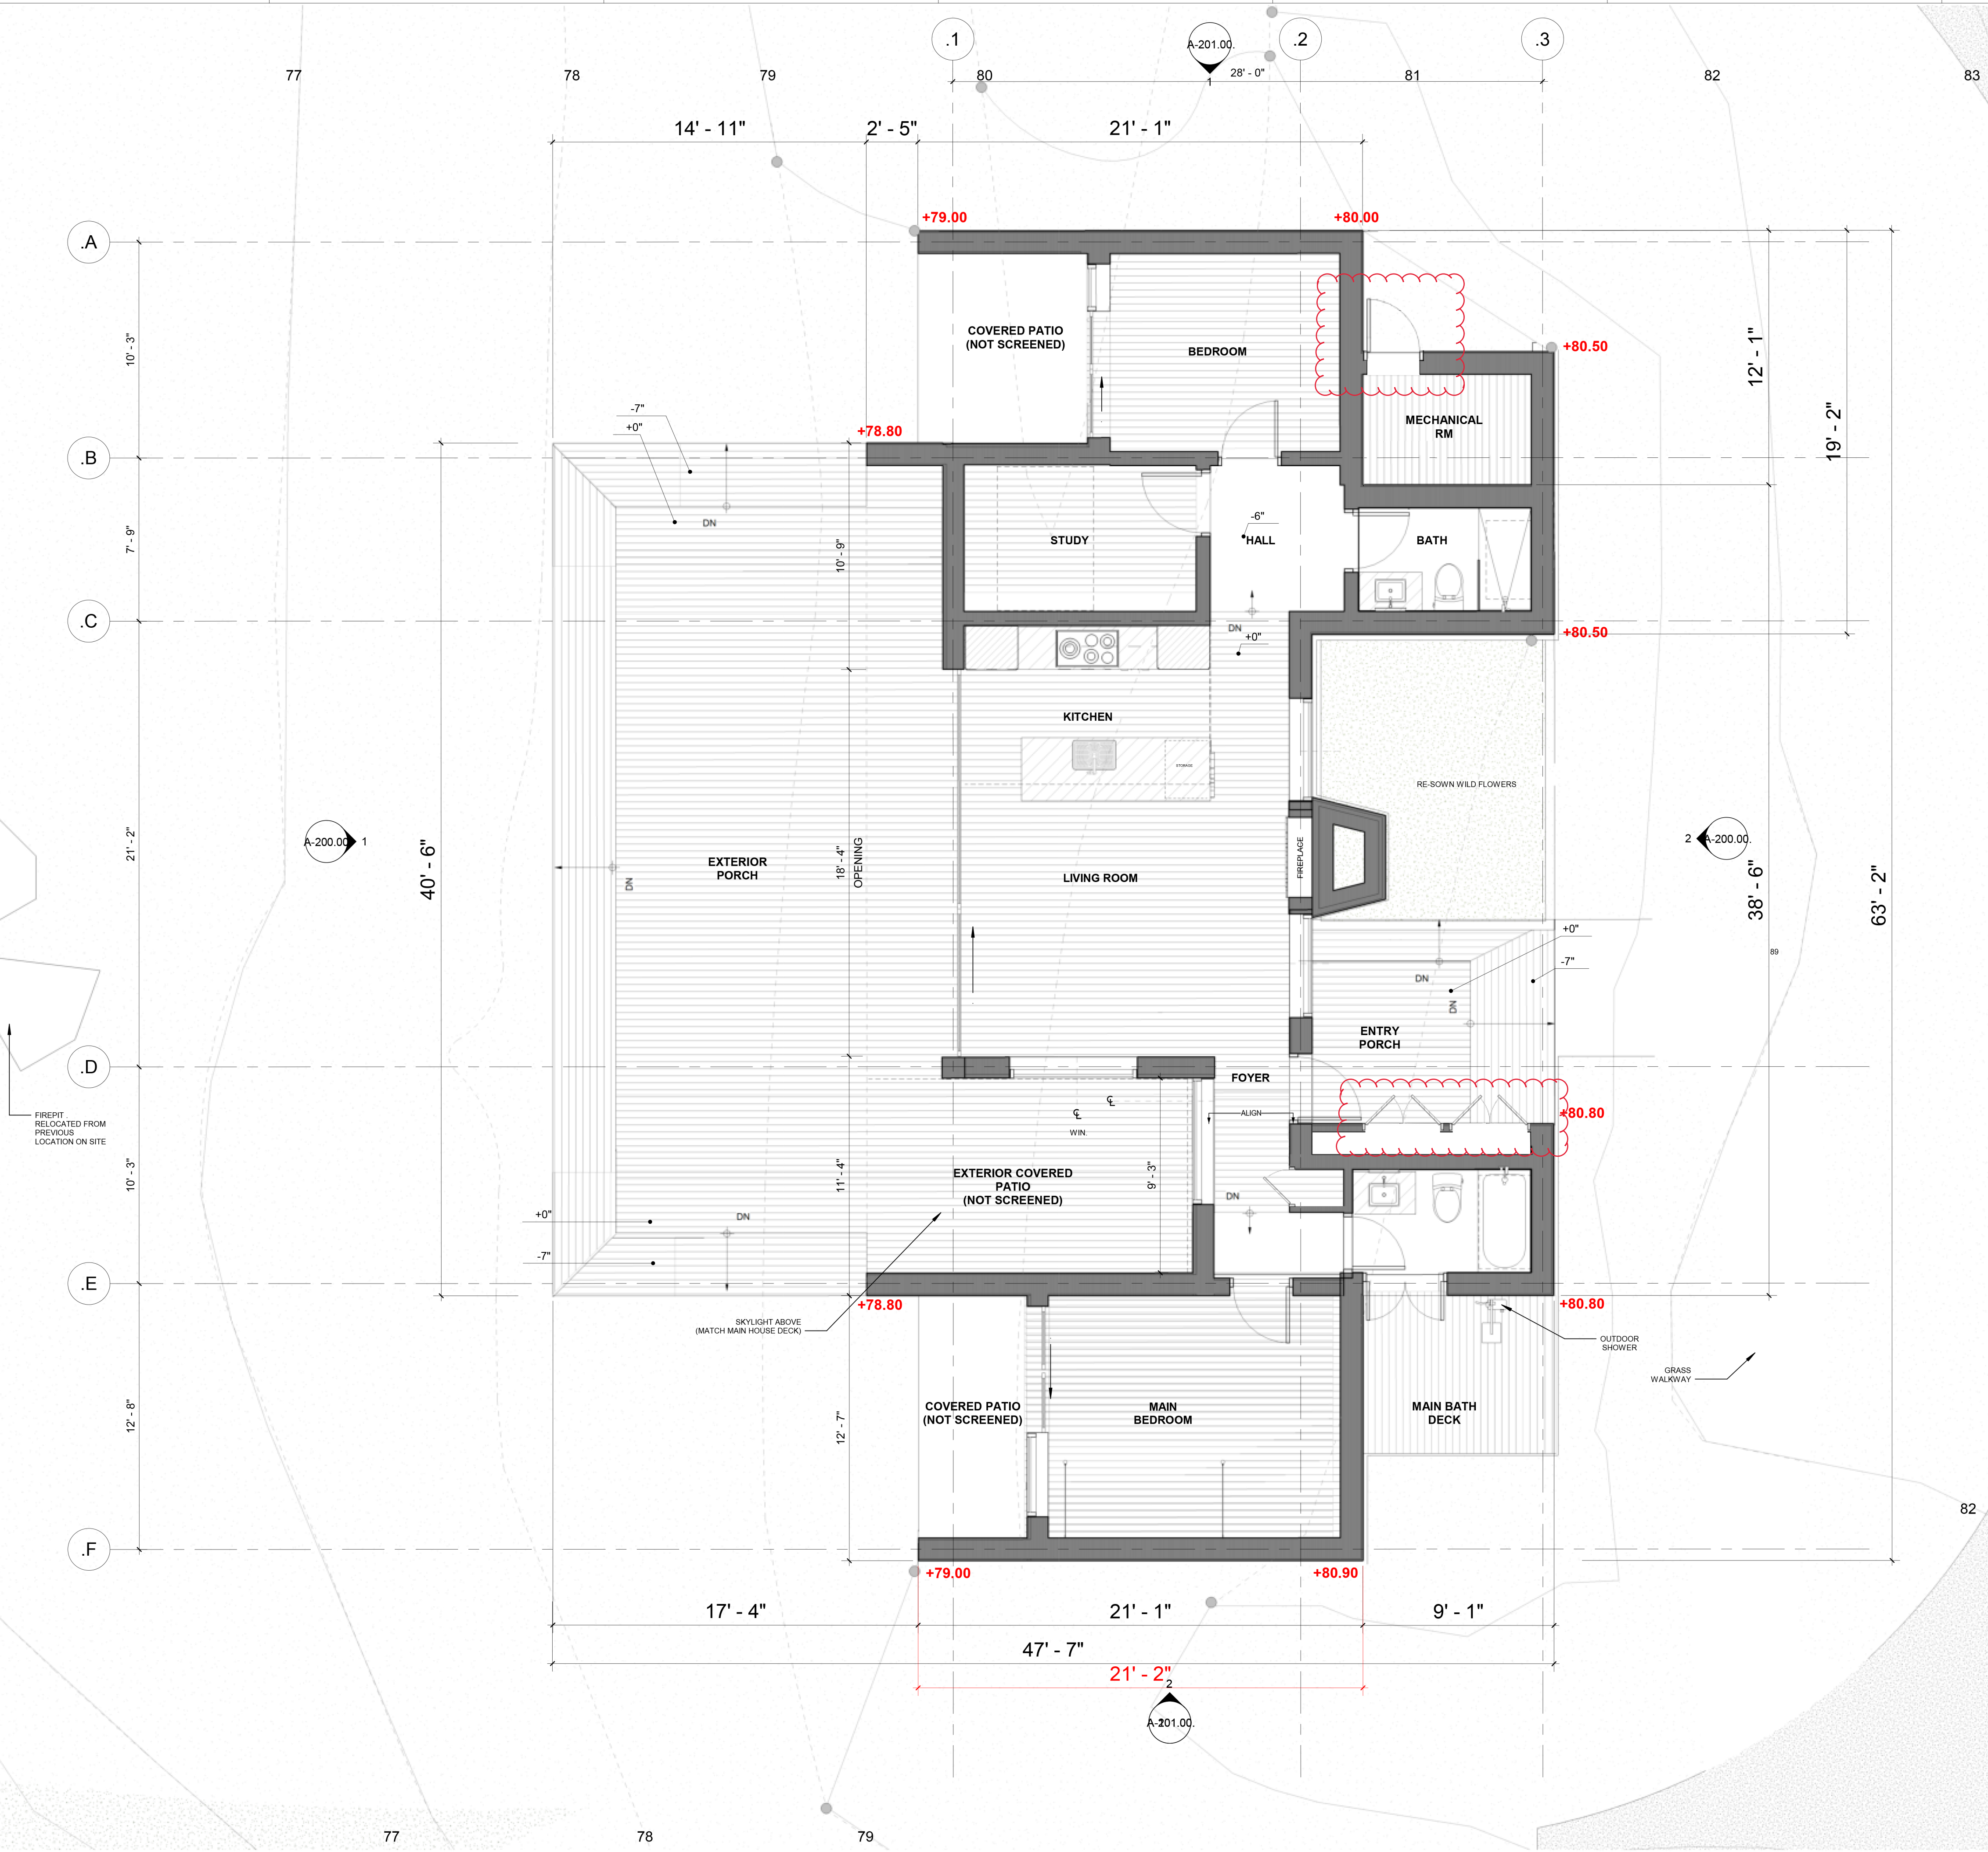 .1
A-201.00.
1
.2
.3
77
78
79
80
28' - 0"
81
82
83
14' - 11"
2' - 5"
21' - 1"
+79.00
+80.00
.A
10' - 3"
COVERED PATIO
(NOT SCREENED)
BEDROOM
+80.50
12' - 1"
19' - 2"
-7"
+0"
+78.80
MECHANICAL
RM
.B
DN
7' - 9"
10' - 9"
STUDY
-6"
HALL
BATH
.C
DN
+0"
+80.50
KITCHEN
STORAGE
RE-SOWN WILD FLOWERS
21' - 2"
A-200.00.
1
40' - 6"
EXTERIOR
PORCH
DN
18' - 4"
OPENING
LIVING ROOM
FIREPLACE
2
A-200.00.
38' - 6"
63' - 2"
+0"
-7"
89
DN
DN
ENTRY
PORCH
.D
FOYER
FIREPIT .
RELOCATED FROM
PREVIOUS
LOCATION ON SITE
℄
℄
WIN.
ALIGN
+80.80
10' - 3"
11' - 4"
EXTERIOR COVERED
PATIO
(NOT SCREENED)
9' - 3"
DN
+0"
DN
-7"
.E
+78.80
+80.80
SKYLIGHT ABOVE
(MATCH MAIN HOUSE DECK)
OUTDOOR
SHOWER
GRASS
WALKWAY
12' - 8"
12' - 7"
COVERED PATIO
(NOT SCREENED)
MAIN
BEDROOM
MAIN BATH
DECK
82
.F
+79.00
+80.90
17' - 4"
21' - 1"
9' - 1"
47' - 7"
21' - 2"
2
77
78
79